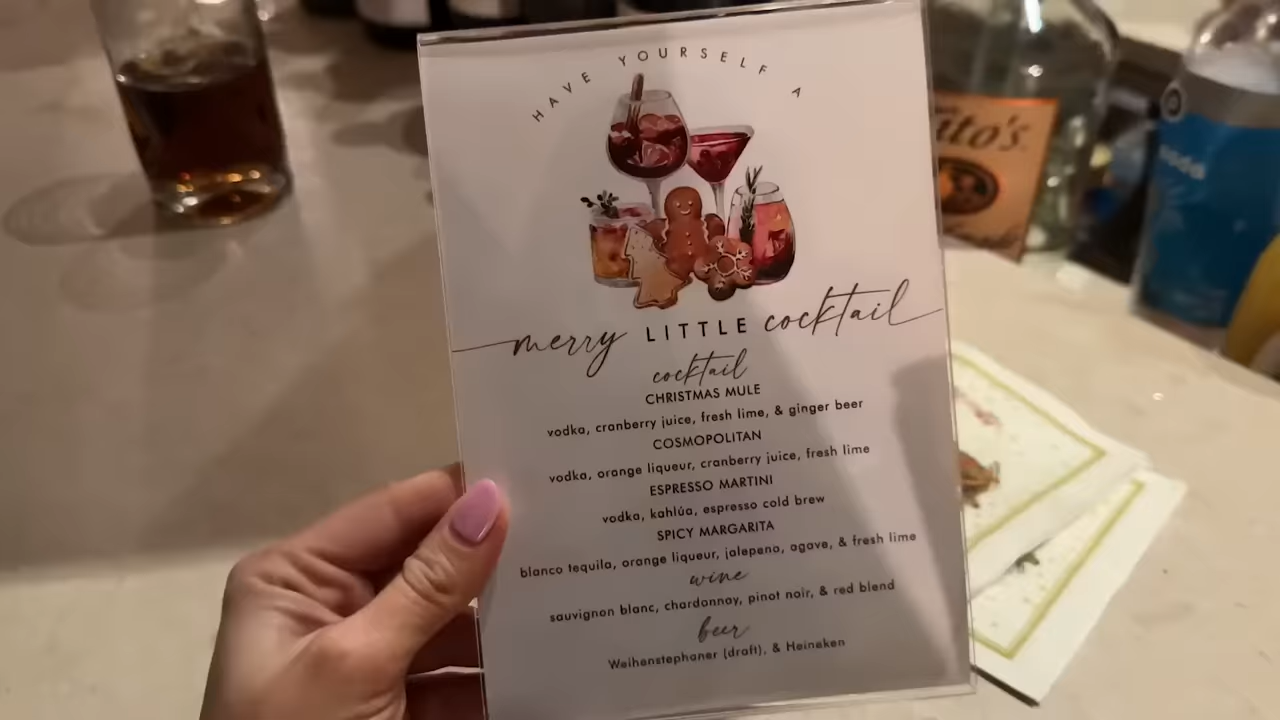 HAVE YOURSELF A
merry LITTLE cocktail
cocktail
CHRISTMAS MULE
vodka, cranberry juice, fresh lime, & ginger beer
COSMOPOLITAN
vodka, orange liqueur, cranberry juice, fresh lime
ESPRESSO MARTINI
vodka, kahlúa, espresso cold brew
SPICY MARGARITA
blanco tequila, orange liqueur, jalepeno, agave, & fresh lime
wine
sauvignon blanc, chardonnay, pinot noir, & red blend
beer
Weihenstephaner (draft), & Heineken
Tito's
soda